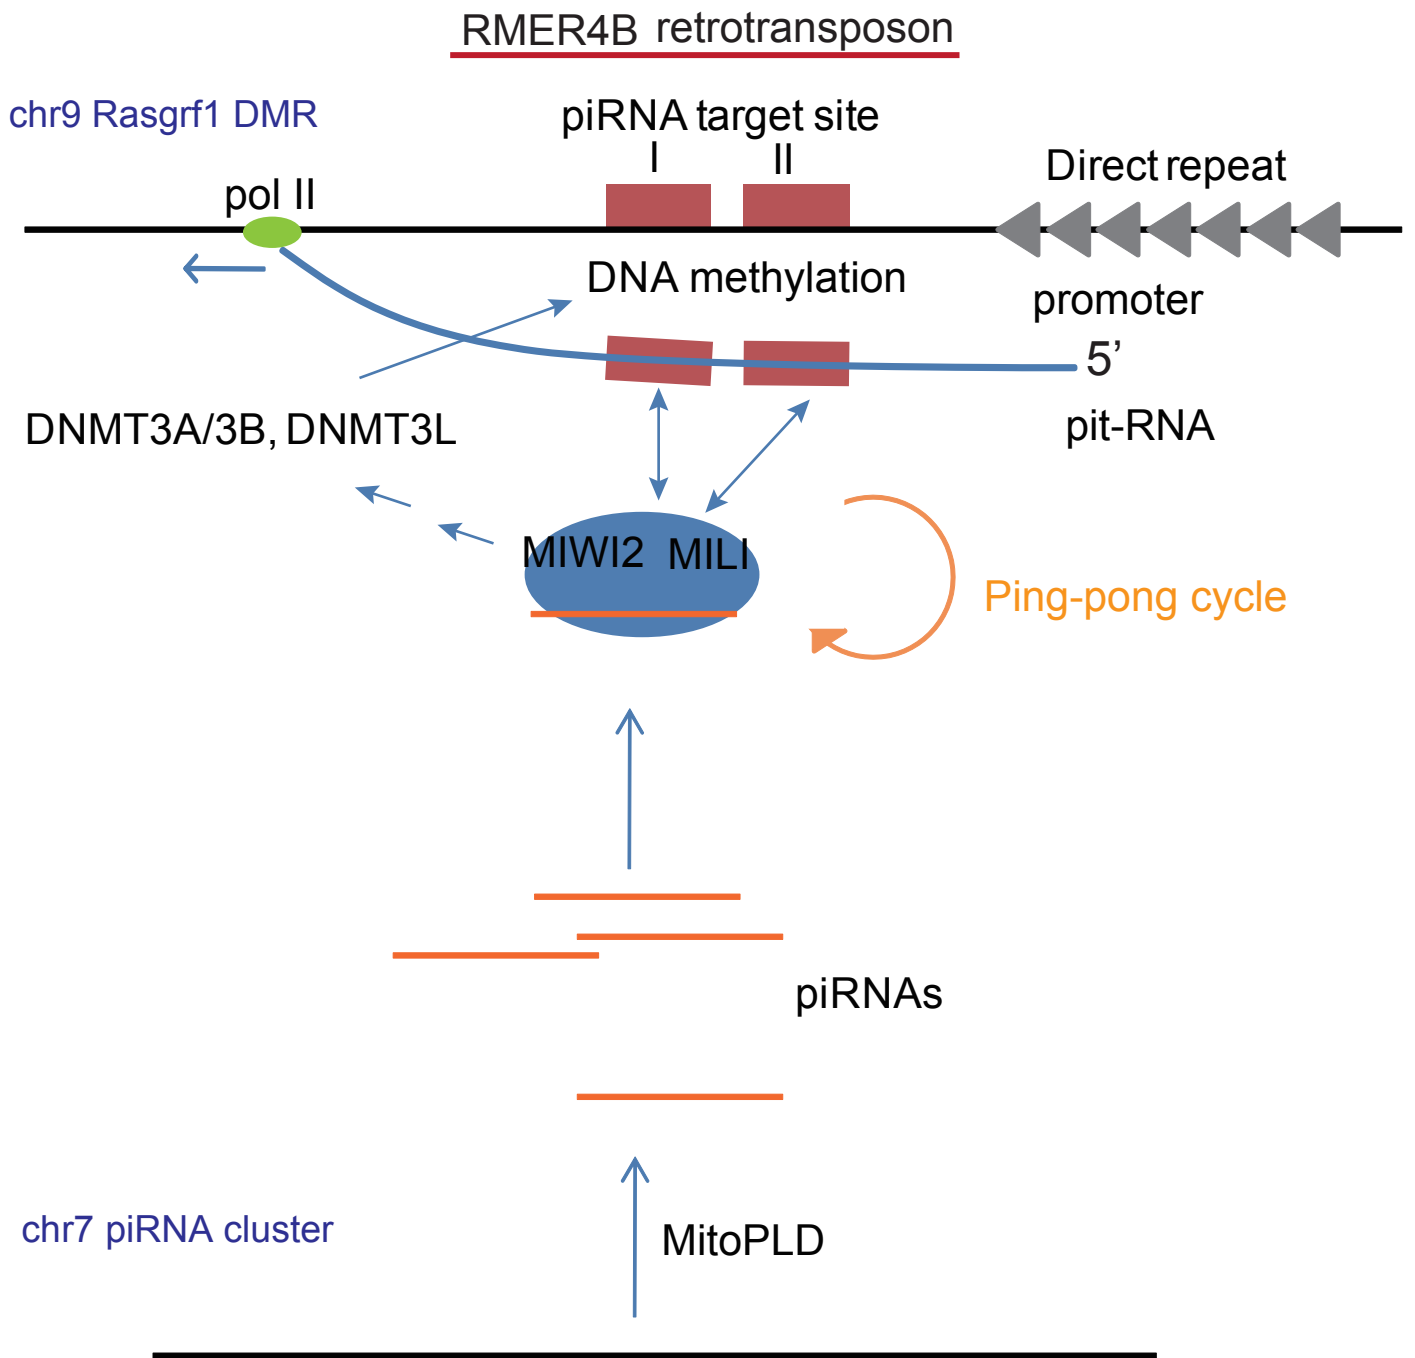 RMER4B retrotransposon
chr9 Rasgrf1 DMR
piRNA target site
I II
Direct repeat
pol II
DNA methylation
promoter
5’
DNMT3A/3B, DNMT3L
pit-RNA
MIWI2 MILI
Ping-pong cycle
piRNAs
chr7 piRNA cluster
MitoPLD